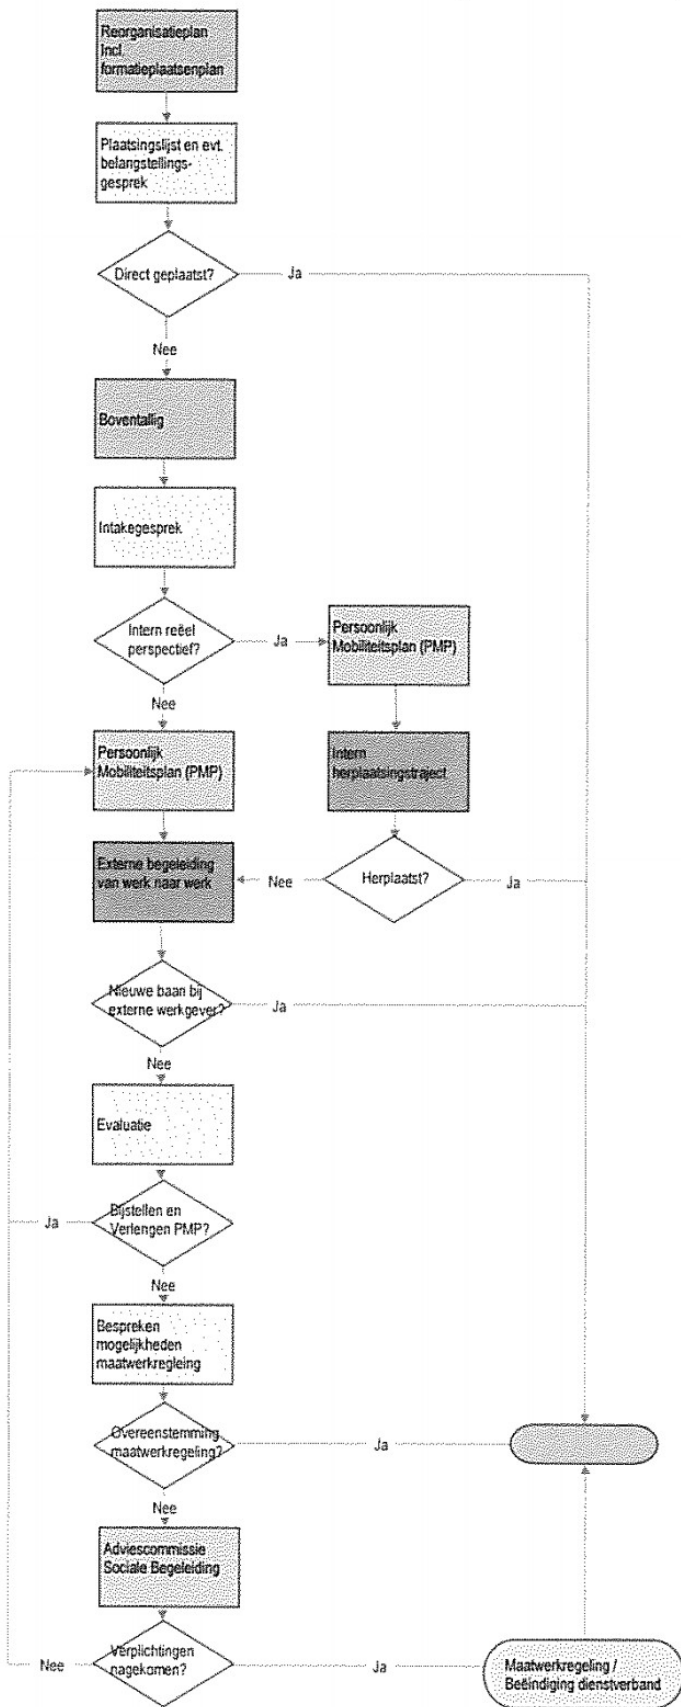 Reorganisatieplan
Incl.
formatieplaatsenplan
Plaatsingslijst en evt.
belangstellings-
gesprek
Direct geplaatst?
Ja
Nee
Boventallig
Intakegesprek
Intern reëel
perspectief?
Ja
Persoonlijk
Mobiliteitsplan (PMP)
Nee
Persoonlijk
Mobiliteitsplan (PMP)
Intern
herplaatsingstraject
Externe begeleiding
van werk naar werk
Nee
Herplaatst?
Ja
Nieuwe baan bij
externe werkgever?
Ja
Nee
Evaluatie
Ja
Bijstellen en
Verlengen PMP?
Nee
Bespreken
mogelijkheden
maatwerkregleing
Overeenstemming
maatwerkregeling?
Ja
Nee
Adviescommissie
Sociale Begeleiding
Nee
Verplichtingen
nagekomen?
Ja
Maatwerkregeling /
Beëindiging dienstverband